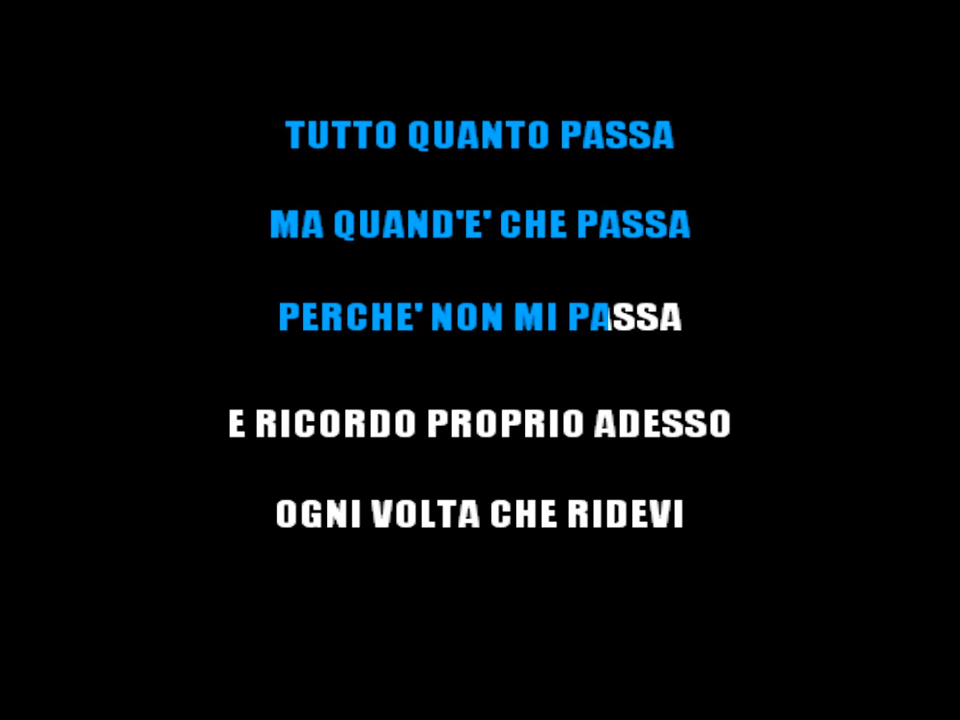 TUTTO QUANTO PASSA
MA QUAND'E' CHE PASSA
PERCHE' NON MI PASSA
E RICORDO PROPRIO ADESSO
OGNI VOLTA CHE RIDEVI